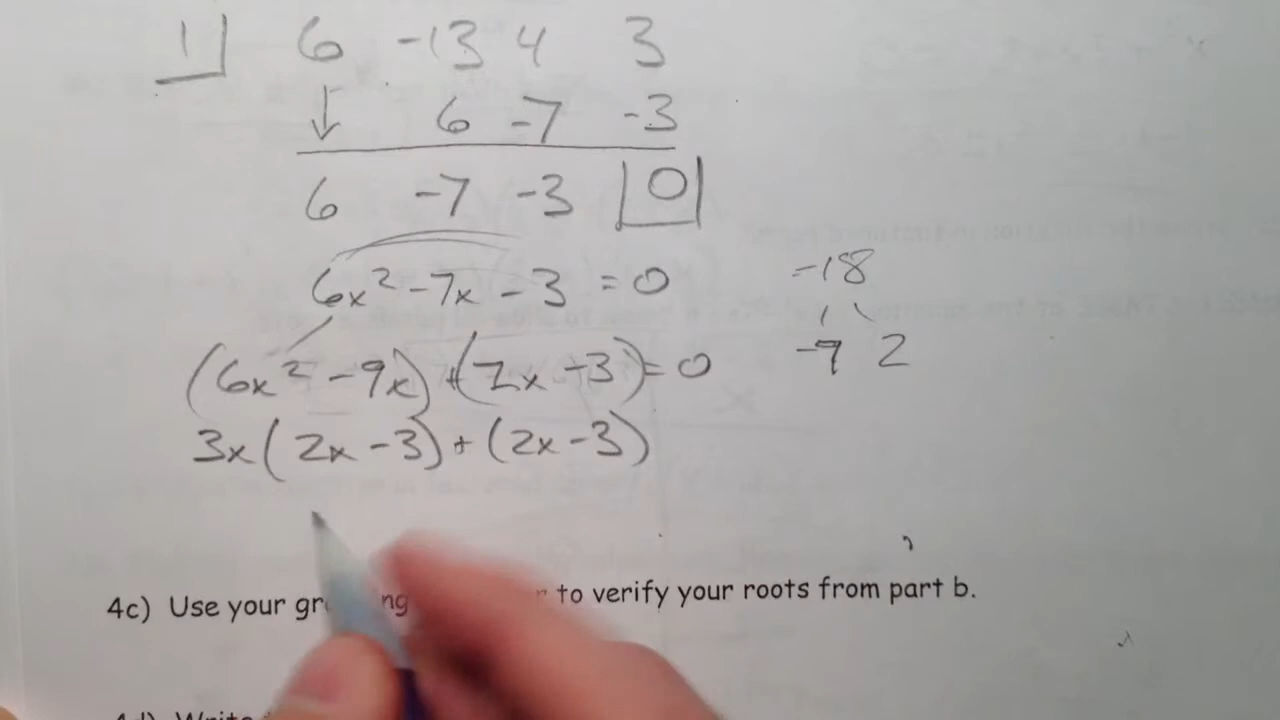 1 6 -13 4 3
↓ 6 -7 -3
6 -7 -3 0
6x² - 7x - 3 = 0 -18
(6x² - 9x) + (2x - 3) = 0 -9 2
3x(2x - 3) + (2x - 3)
4c) Use your to verify your roots from part b.